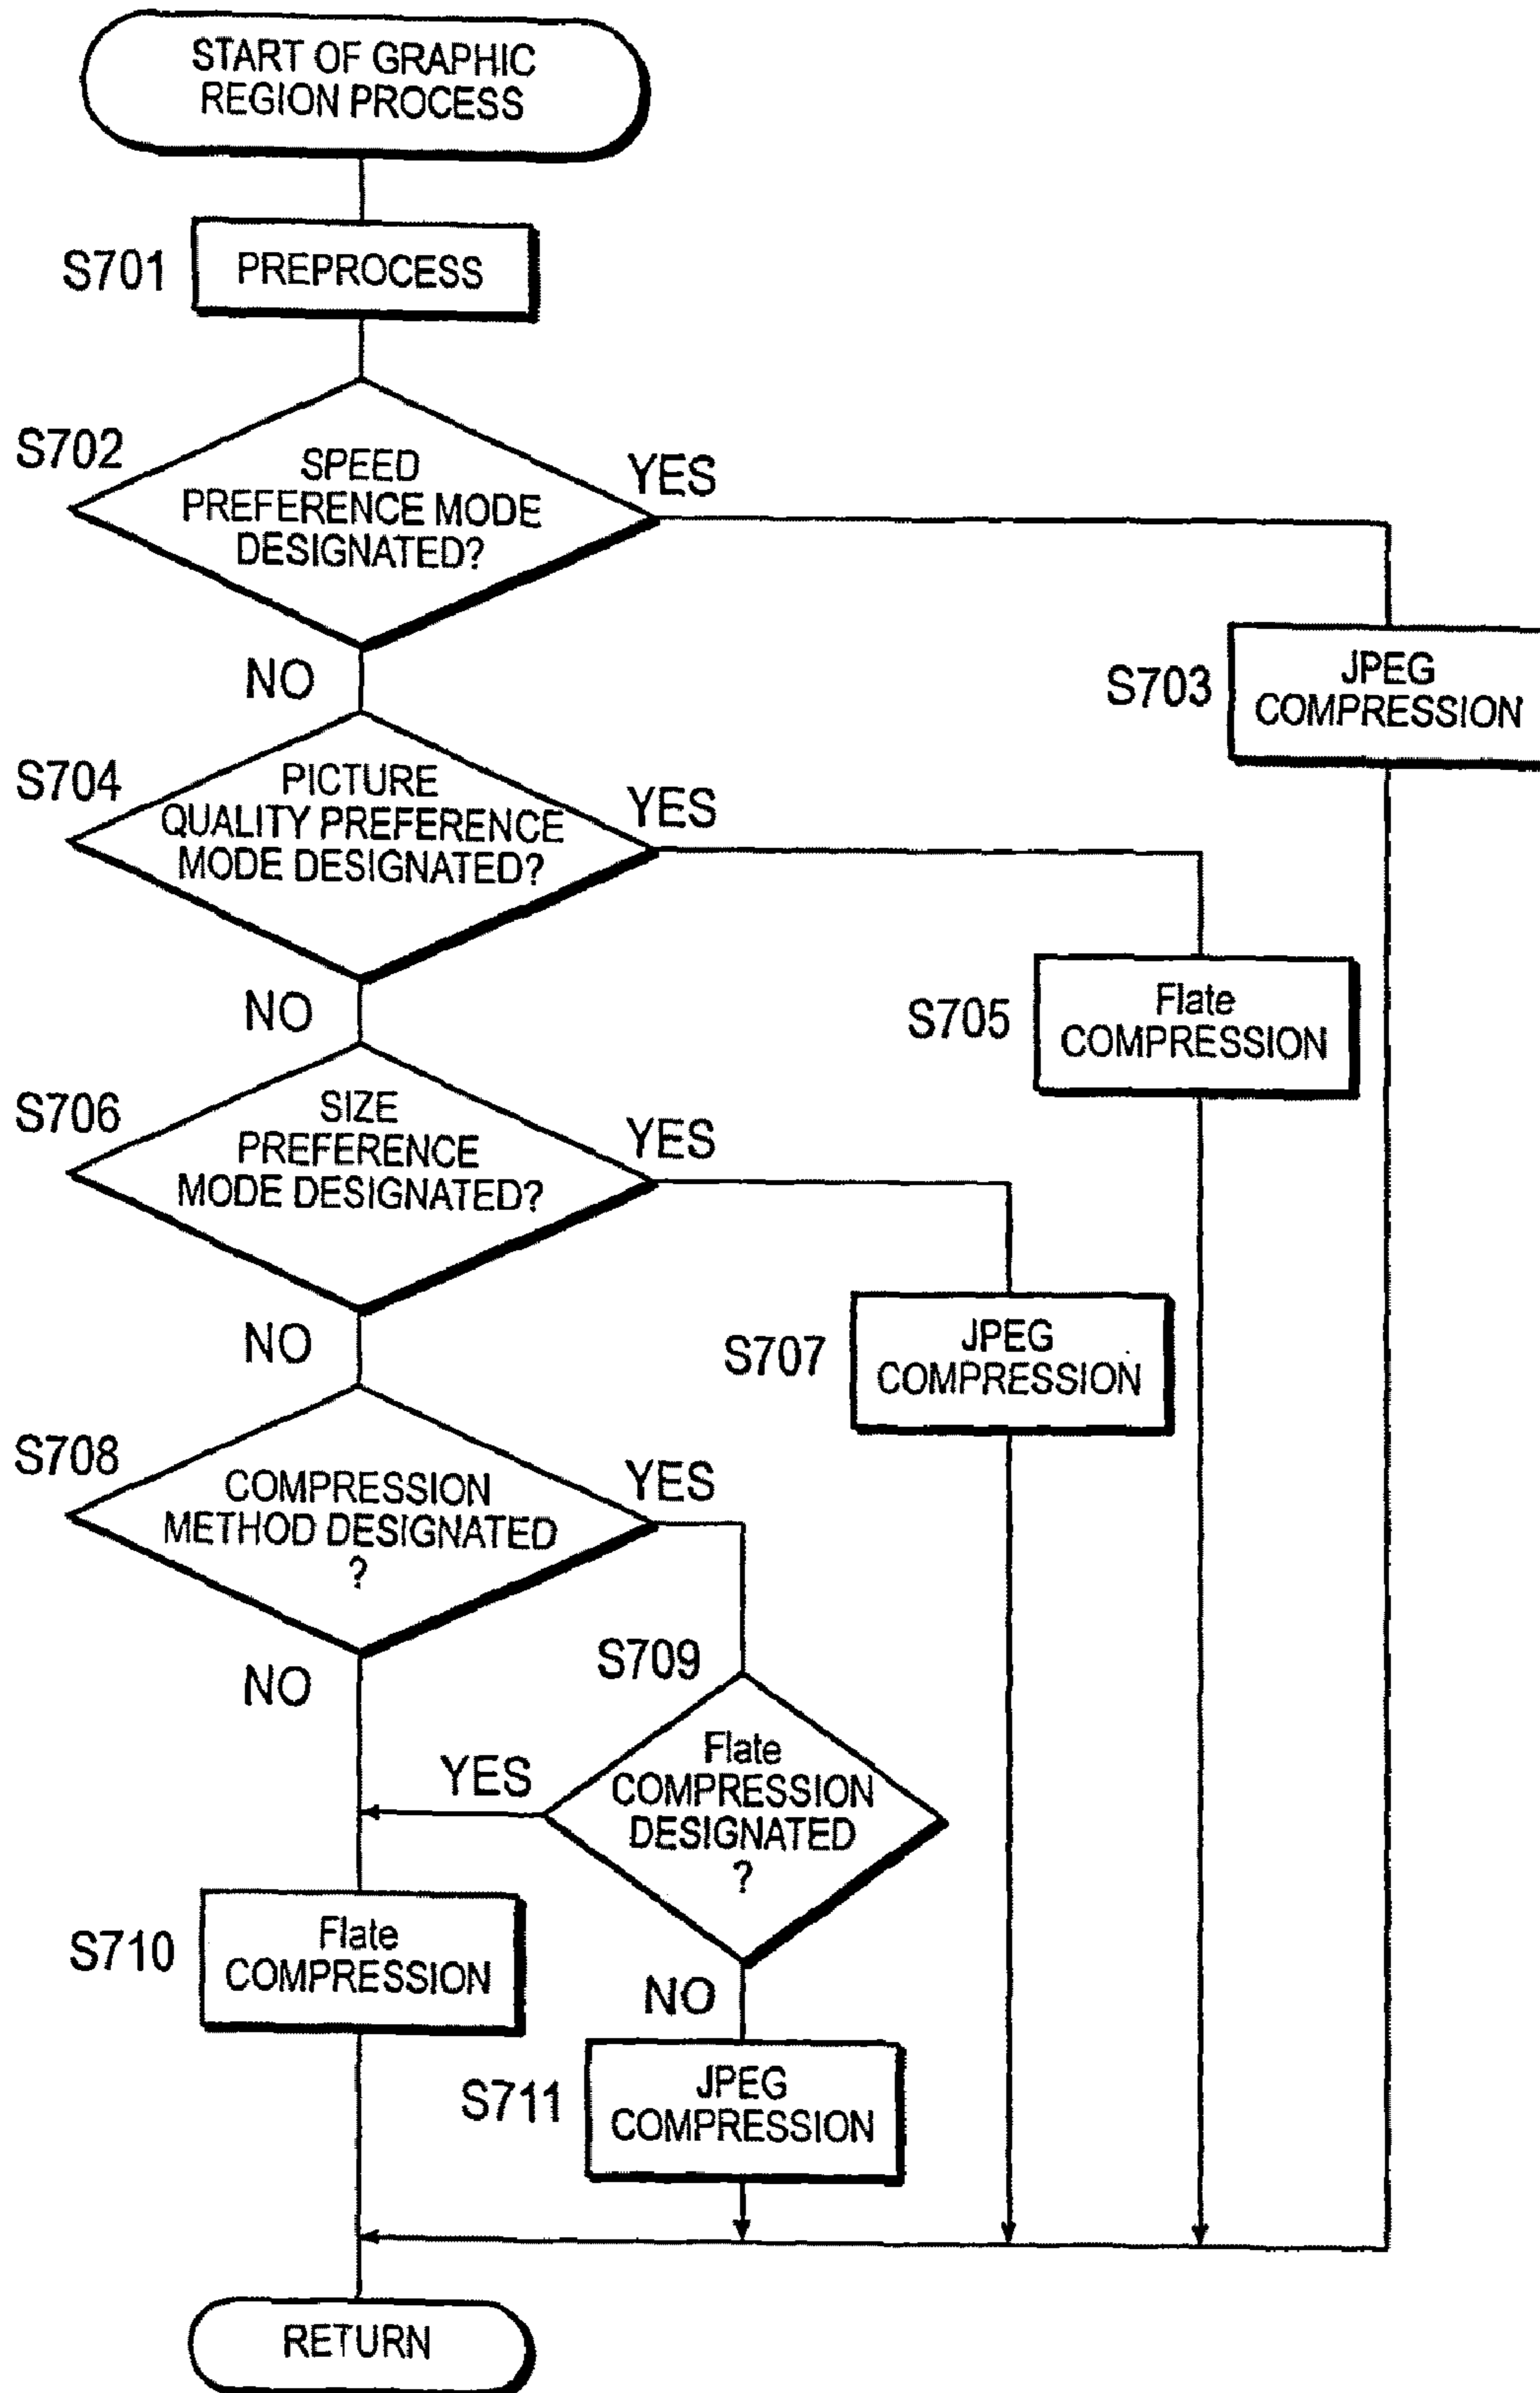 START OF GRAPHIC
REGION PROCESS
S701
PREPROCESS
S702
SPEED
PREFERENCE MODE
DESIGNATED?
YES
NO
S703
JPEG
COMPRESSION
S704
PICTURE
QUALITY PREFERENCE
MODE DESIGNATED?
YES
NO
S705
Flate
COMPRESSION
S706
SIZE
PREFERENCE
MODE DESIGNATED?
YES
NO
S707
JPEG
COMPRESSION
S708
COMPRESSION
METHOD DESIGNATED
?
YES
NO
S709
Flate
COMPRESSION
DESIGNATED
?
YES
NO
S710
Flate
COMPRESSION
S711
JPEG
COMPRESSION
RETURN